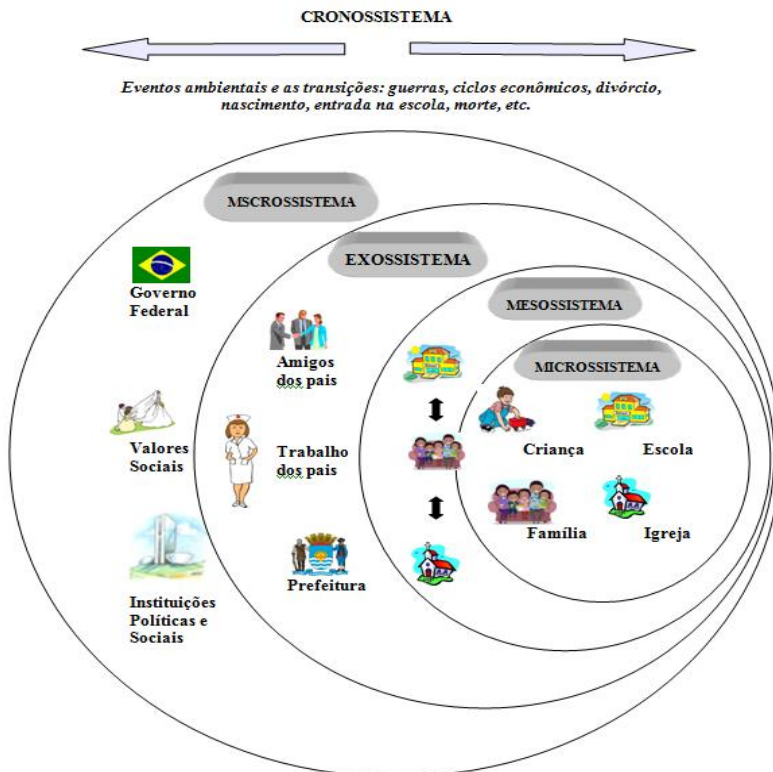 CRONOSSISTEMA
Eventos ambientais e as transições: guerras, ciclos econômicos, divórcio,
nascimento, entrada na escola, morte, etc.
MSCROSSISTEMA
EXOSSISTEMA
MESOSSISTEMA
MICROSSISTEMA
Governo
Federal
Amigos
dos pais
Criança
Escola
Valores
Sociais
Trabalho
dos pais
Família
Igreja
Prefeitura
Instituições
Políticas e
Sociais